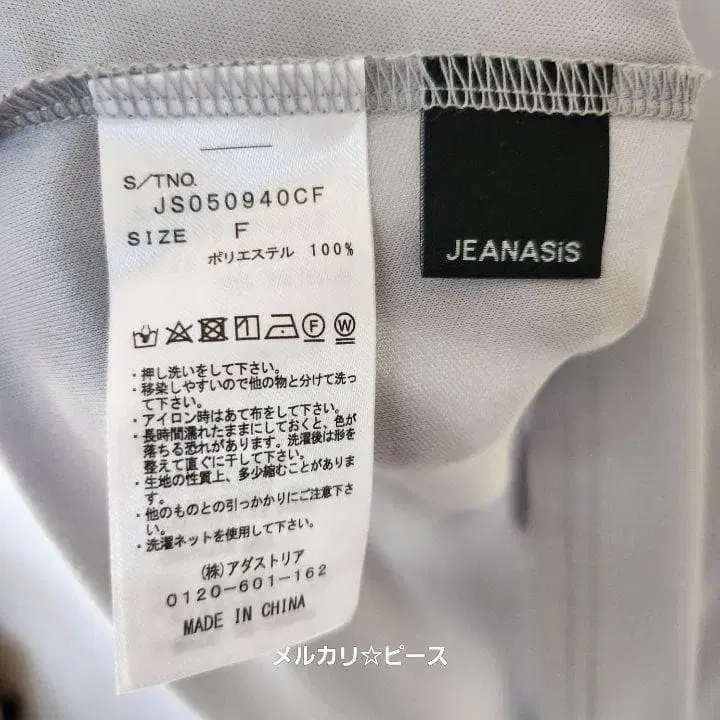 S/TNO.
JS050940CF
SIZE F
ポリエステル 100%
F W
・押し洗いをして下さい。
・移染しやすいので他の物と分けて洗っ
て下さい。
・アイロン時はあて布をして下さい。
・長時間濡れたままにしておくと、色が
落ちる恐れがあります。洗濯後は形を
整えて直ぐに干して下さい。
・生地の性質上、多少縮むことがありま
す。
・他のものとの引っかかりにご注意下さ
い。
・洗濯ネットを使用して下さい。
(株)アダストリア
0120-601-162
MADE IN CHINA
JEANASiS
メルカリ☆ピース